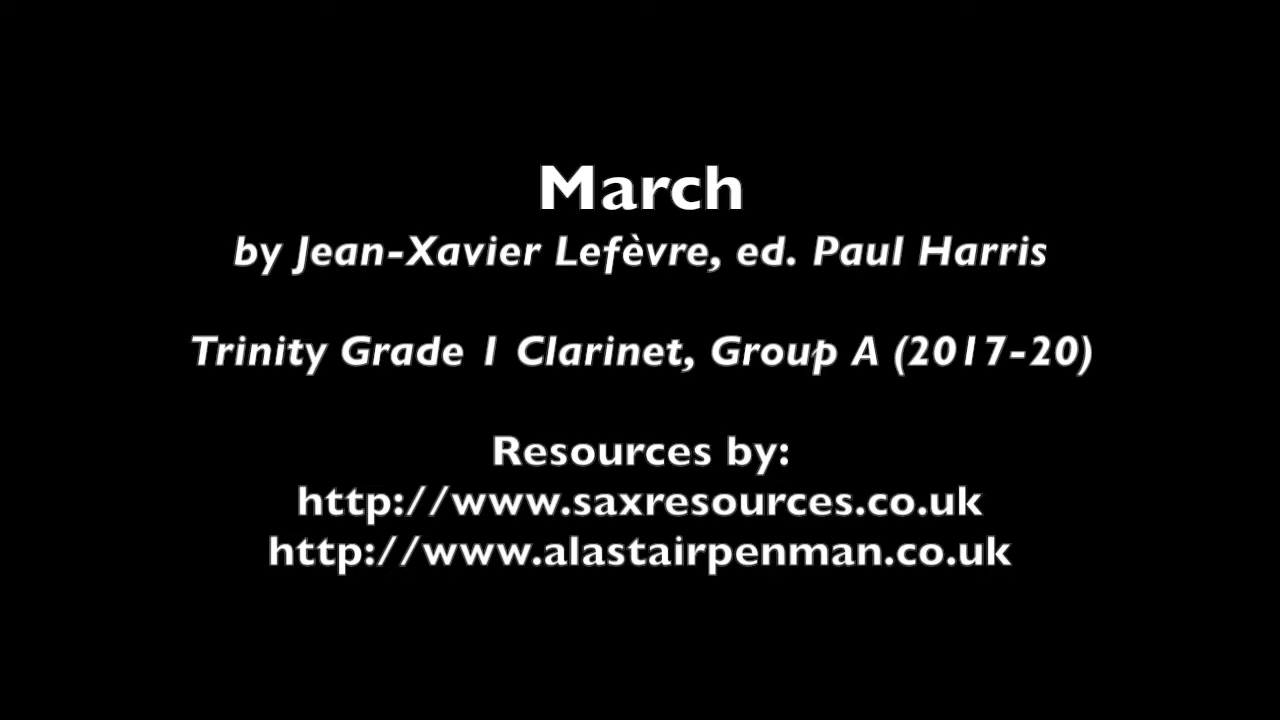 March
by Jean-Xavier Lefèvre, ed. Paul Harris
Trinity Grade 1 Clarinet, Group A (2017-20)
Resources by:
http://www.saxresources.co.uk
http://www.alastairpenman.co.uk